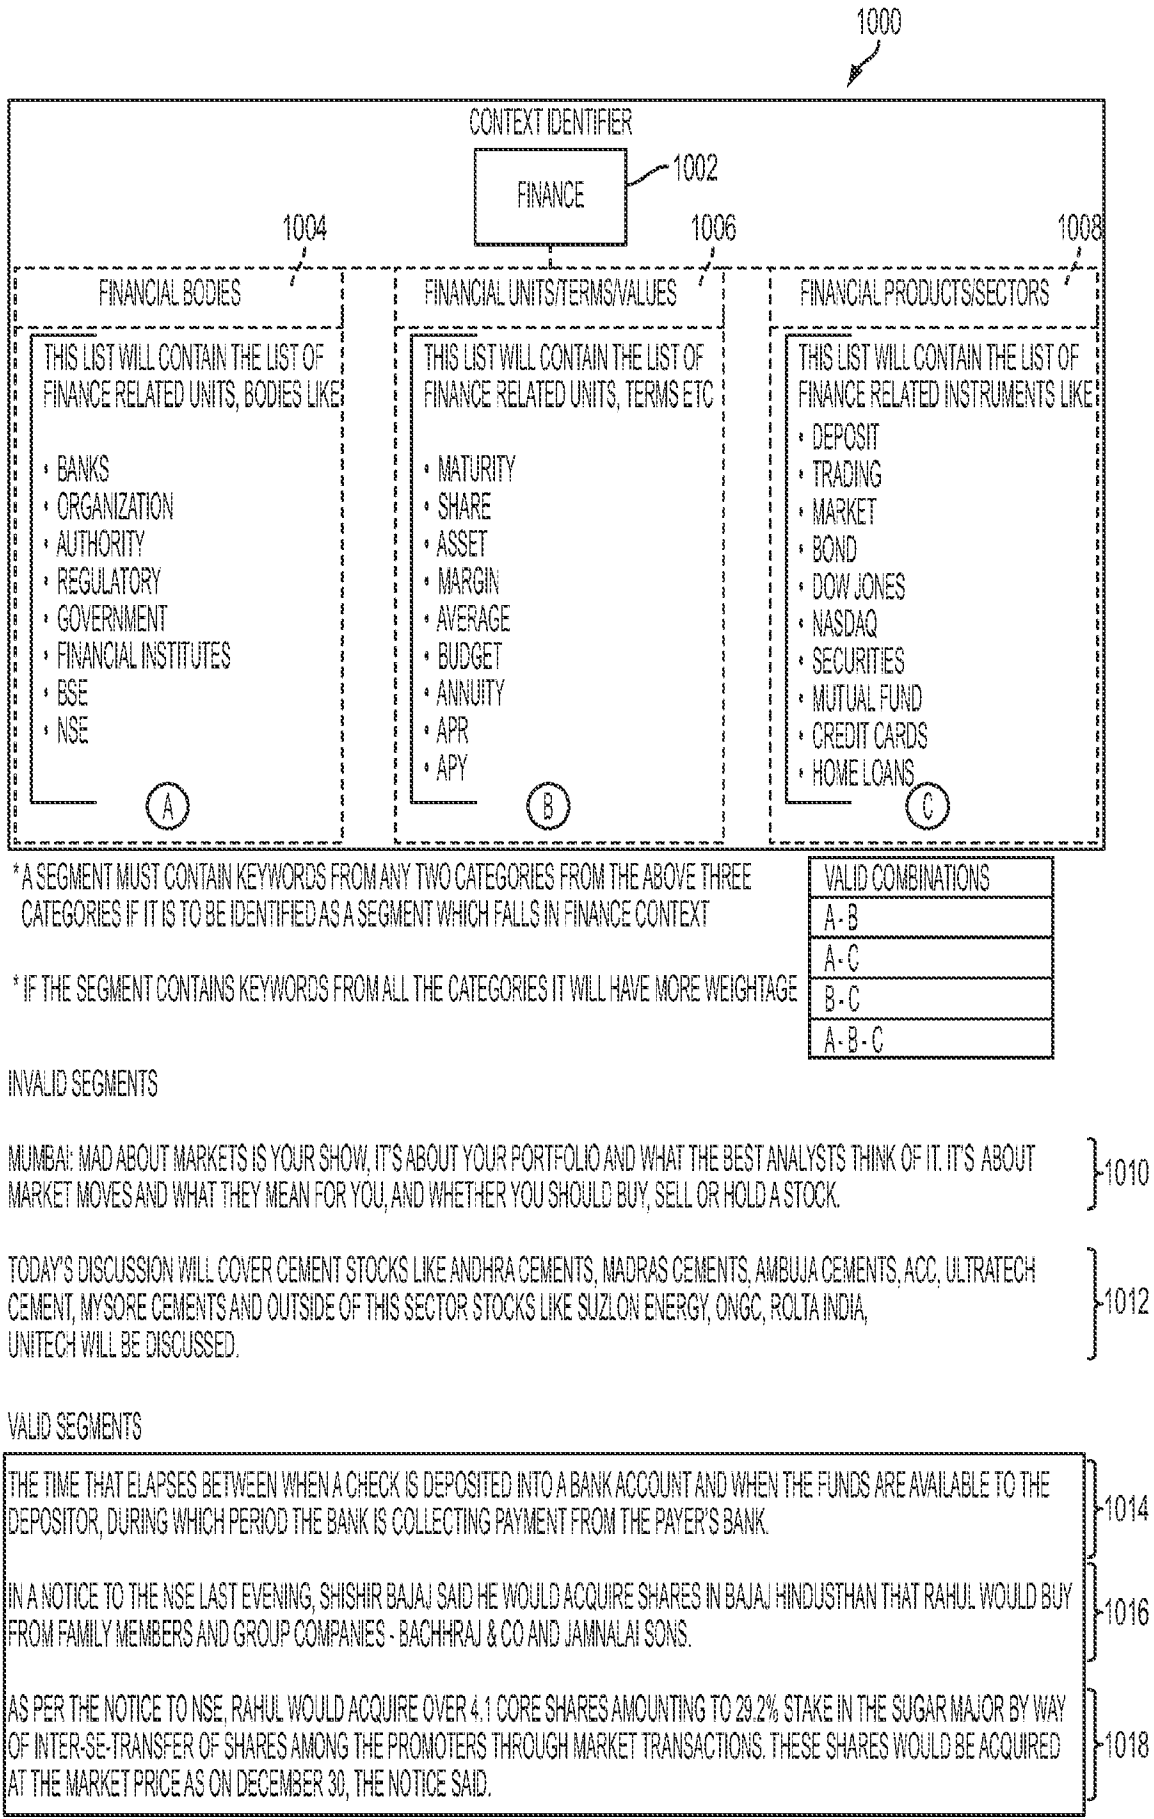 1000
CONTEXT IDENTIFIER
FINANCE
1002
1004
1006
1008
FINANCIAL BODIES
THIS LIST WILL CONTAIN THE LIST OF
FINANCE RELATED UNITS, BODIES LIKE
• BANKS
• ORGANIZATION
• AUTHORITY
• REGULATORY
• GOVERNMENT
• FINANCIAL INSTITUTES
• BSE
• NSE
A
FINANCIAL UNITS/TERMS/VALUES
THIS LIST WILL CONTAIN THE LIST OF
FINANCE RELATED UNITS, TERMS ETC
• MATURITY
• SHARE
• ASSET
• MARGIN
• AVERAGE
• BUDGET
• ANNUITY
• APR
• APY
B
FINANCIAL PRODUCTS/SECTORS
THIS LIST WILL CONTAIN THE LIST OF
FINANCE RELATED INSTRUMENTS LIKE
• DEPOSIT
• TRADING
• MARKET
• BOND
• DOW JONES
• NASDAQ
• SECURITIES
• MUTUAL FUND
• CREDIT CARDS
• HOME LOANS
C
* A SEGMENT MUST CONTAIN KEYWORDS FROM ANY TWO CATEGORIES FROM THE ABOVE THREE
CATEGORIES IF IT IS TO BE IDENTIFIED AS A SEGMENT WHICH FALLS IN FINANCE CONTEXT
* IF THE SEGMENT CONTAINS KEYWORDS FROM ALL THE CATEGORIES IT WILL HAVE MORE WEIGHTAGE
VALID COMBINATIONS
A - B
A - C
B - C
A - B - C
INVALID SEGMENTS
MUMBAI: MAD ABOUT MARKETS IS YOUR SHOW, IT'S ABOUT YOUR PORTFOLIO AND WHAT THE BEST ANALYSTS THINK OF IT. IT'S ABOUT
MARKET MOVES AND WHAT THEY MEAN FOR YOU, AND WHETHER YOU SHOULD BUY, SELL OR HOLD A STOCK.
1010
TODAY'S DISCUSSION WILL COVER CEMENT STOCKS LIKE ANDHRA CEMENTS, MADRAS CEMENTS, AMBUJA CEMENTS, ACC, ULTRATECH
CEMENT, MYSORE CEMENTS AND OUTSIDE OF THIS SECTOR STOCKS LIKE SUZLON ENERGY, ONGC, ROLTA INDIA,
UNITECH WILL BE DISCUSSED.
1012
VALID SEGMENTS
THE TIME THAT ELAPSES BETWEEN WHEN A CHECK IS DEPOSITED INTO A BANK ACCOUNT AND WHEN THE FUNDS ARE AVAILABLE TO THE
DEPOSITOR, DURING WHICH PERIOD THE BANK IS COLLECTING PAYMENT FROM THE PAYER'S BANK.
1014
IN A NOTICE TO THE NSE LAST EVENING, SHISHIR BAJAJ SAID HE WOULD ACQUIRE SHARES IN BAJAJ HINDUSTHAN THAT RAHUL WOULD BUY
FROM FAMILY MEMBERS AND GROUP COMPANIES - BACHHRAJ & CO AND JAMNALAI SONS.
1016
AS PER THE NOTICE TO NSE, RAHUL WOULD ACQUIRE OVER 4.1 CORE SHARES AMOUNTING TO 29.2% STAKE IN THE SUGAR MAJOR BY WAY
OF INTER-SE-TRANSFER OF SHARES AMONG THE PROMOTERS THROUGH MARKET TRANSACTIONS. THESE SHARES WOULD BE ACQUIRED
AT THE MARKET PRICE AS ON DECEMBER 30, THE NOTICE SAID.
1018